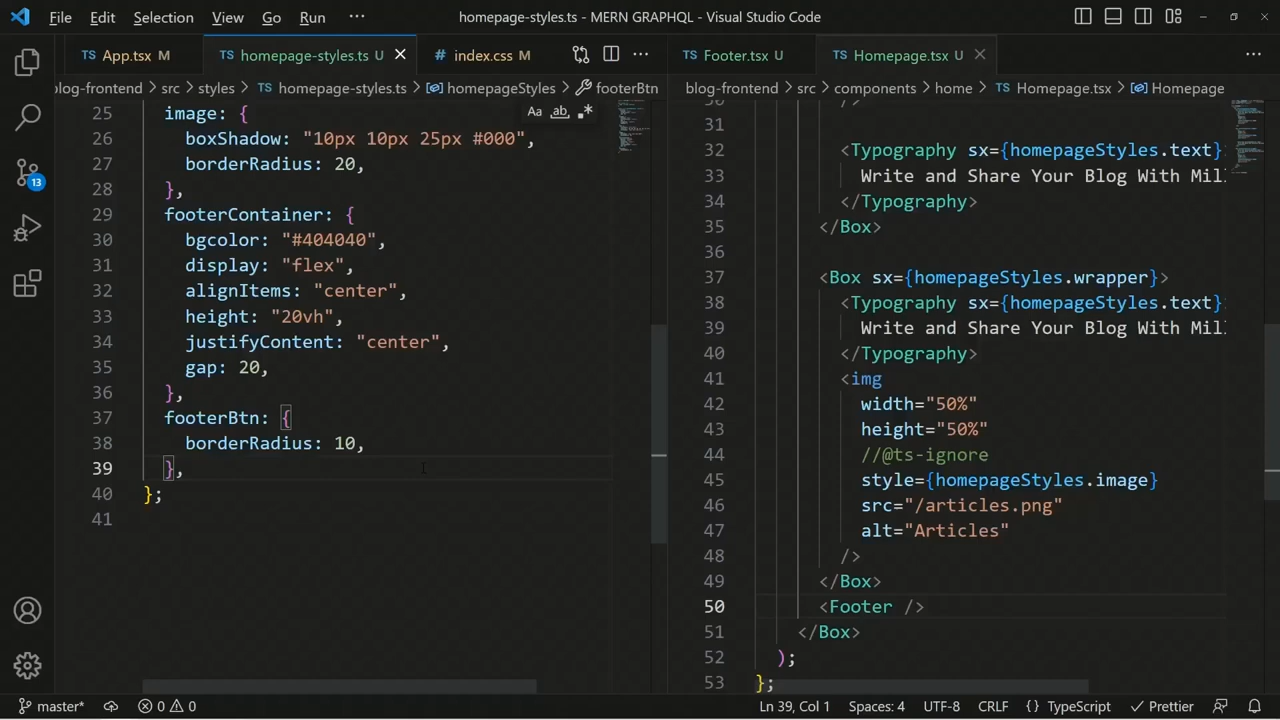 File Edit Selection View Go Run ··· homepage-styles.ts - MERN GRAPHQL - Visual Studio Code
TS App.tsx M TS homepage-styles.ts U # index.css M ··· TS Footer.tsx U TS Homepage.tsx U ···
blog-frontend > src > styles > TS homepage-styles.ts > homepageStyles > footerBtn
blog-frontend > src > components > home > TS Homepage.tsx > Homepage
Aa ab
25 image: {
26 boxShadow: "10px 10px 25px #000",
27 borderRadius: 20,
28 },
29 footerContainer: {
30 bgcolor: "#404040",
31 display: "flex",
32 alignItems: "center",
33 height: "20vh",
34 justifyContent: "center",
35 gap: 20,
36 },
37 footerBtn: {
38 borderRadius: 10,
39 },
40 };
41
30 />
31
32 <Typography sx={homepageStyles.text}>
33 Write and Share Your Blog With Mil
34 </Typography>
35 </Box>
36
37 <Box sx={homepageStyles.wrapper}>
38 <Typography sx={homepageStyles.text}>
39 Write and Share Your Blog With Mil
40 </Typography>
41 <img
42 width="50%"
43 height="50%"
44 //@ts-ignore
45 style={homepageStyles.image}
46 src="/articles.png"
47 alt="Articles"
48 />
49 </Box>
50 <Footer />
51 </Box>
52 );
53 };
13
master* 0 0 Ln 39, Col 1 Spaces: 4 UTF-8 CRLF { } TypeScript Prettier